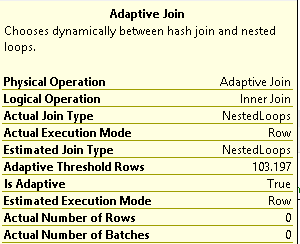 Adaptive Join
Chooses dynamically between hash join and nested
loops.
Physical Operation Adaptive Join
Logical Operation Inner Join
Actual Join Type NestedLoops
Actual Execution Mode Row
Estimated Join Type NestedLoops
Adaptive Threshold Rows 103.197
Is Adaptive True
Estimated Execution Mode Row
Actual Number of Rows 0
Actual Number of Batches 0